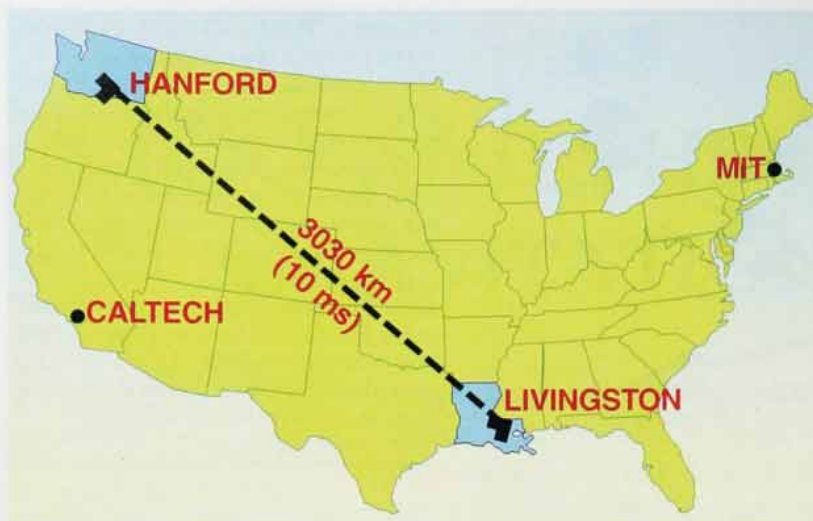 HANFORD
MIT
3030 km
(10 ms)
CALTECH
LIVINGSTON